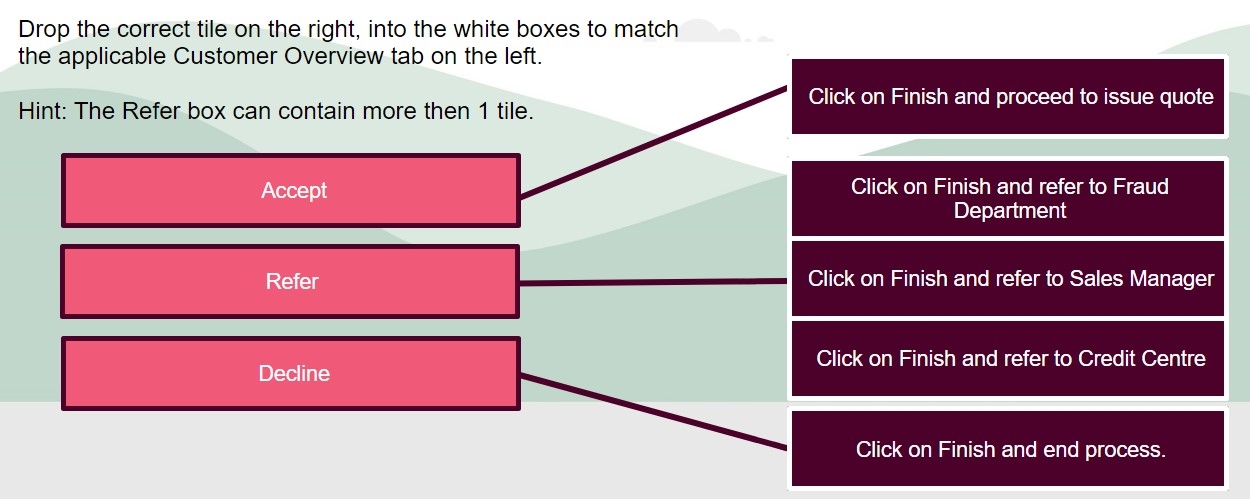 Drop the correct tile on the right, into the white boxes to match
the applicable Customer Overview tab on the left.
Hint: The Refer box can contain more then 1 tile.
Accept
Refer
Decline
Click on Finish and proceed to issue quote
Click on Finish and refer to Fraud
Department
Click on Finish and refer to Sales Manager
Click on Finish and refer to Credit Centre
Click on Finish and end process.